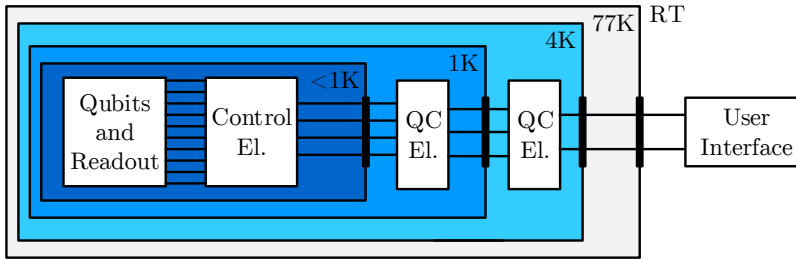 RT
77K
4K
1K
<1K
Qubits
and
Readout
Control
El.
QC
El.
QC
El.
User
Interface